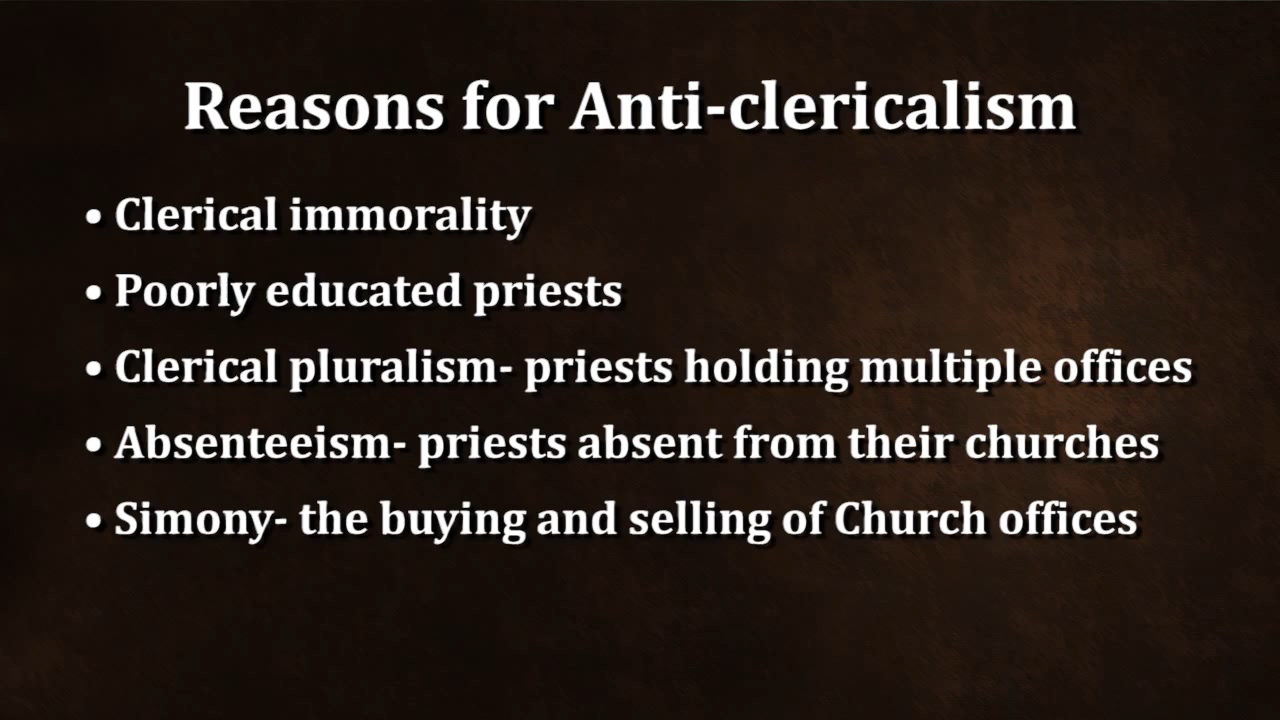 Reasons for Anti-clericalism
• Clerical immorality
• Poorly educated priests
• Clerical pluralism- priests holding multiple offices
• Absenteeism- priests absent from their churches
• Simony- the buying and selling of Church offices